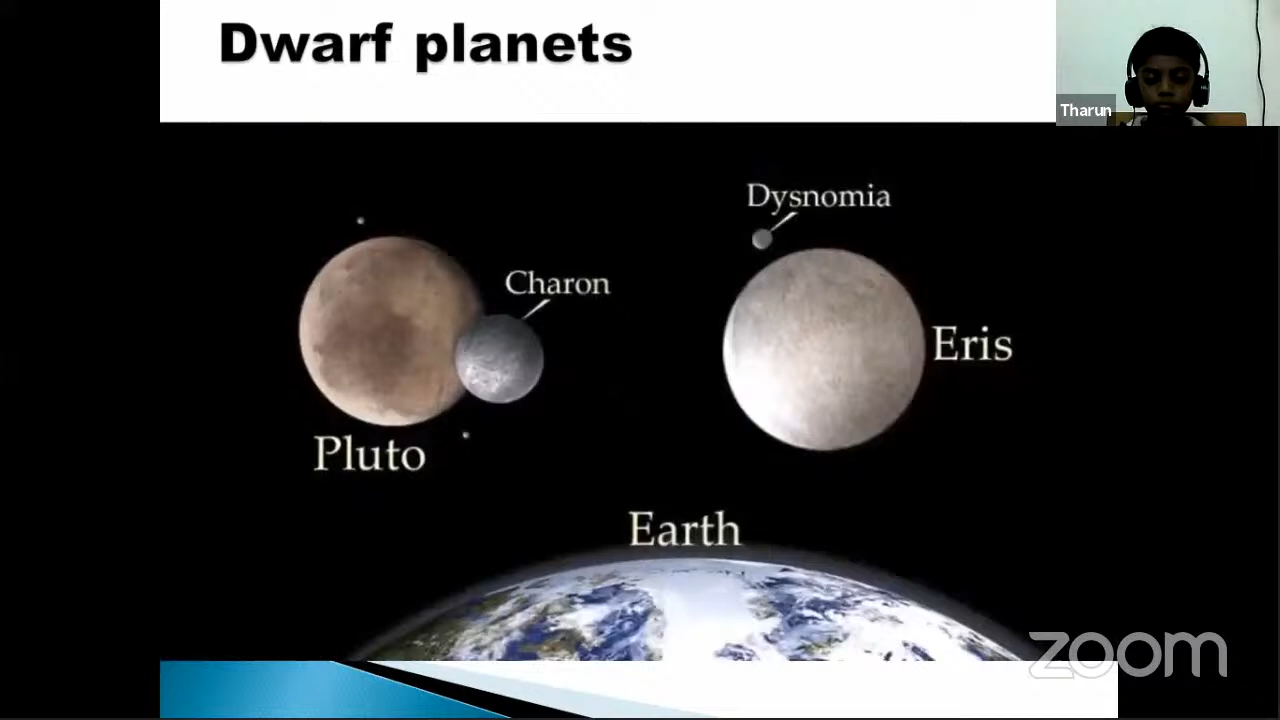 Dwarf planets
Tharun
Dysnomia
Charon
Eris
Pluto
Earth
zoom